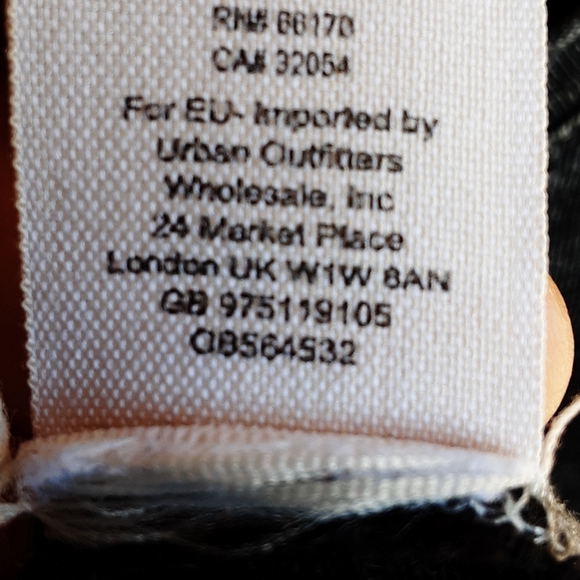 RN# 66170
CA# 32054
For EU- Imported by
Urban Outfitters
Wholesale, Inc
24 Market Place
London UK W1W 8AN
GB 975119105
OB564532